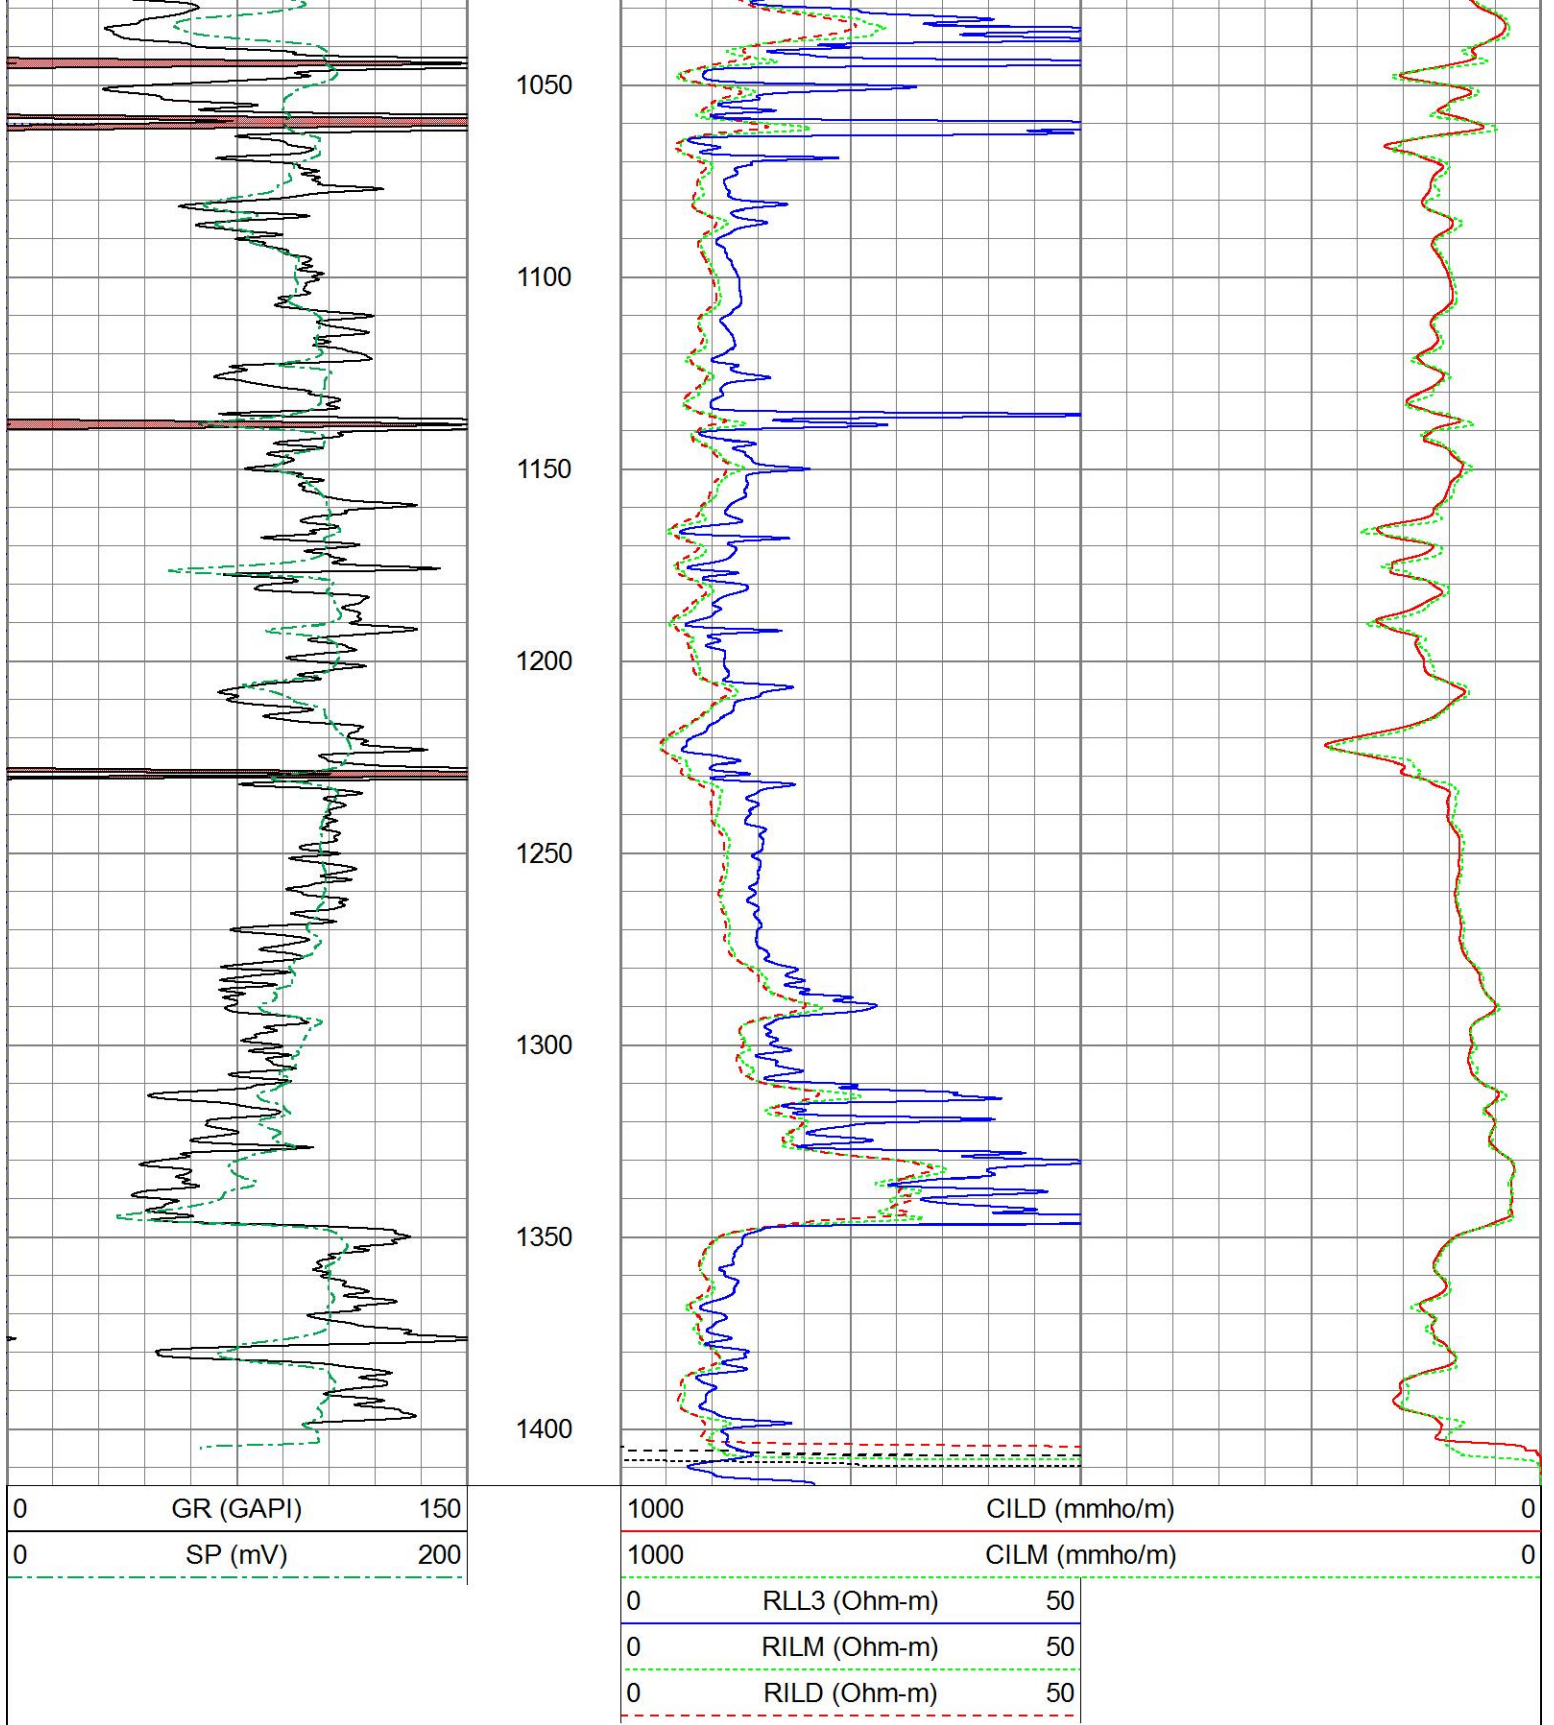 1050
1100
1150
1200
1250
1300
1350
1400
0 GR (GAPI) 150
0 SP (mV) 200
1000 CILD (mmho/m) 0
1000 CILM (mmho/m) 0
0 RLL3 (Ohm-m) 50
0 RILM (Ohm-m) 50
0 RILD (Ohm-m) 50